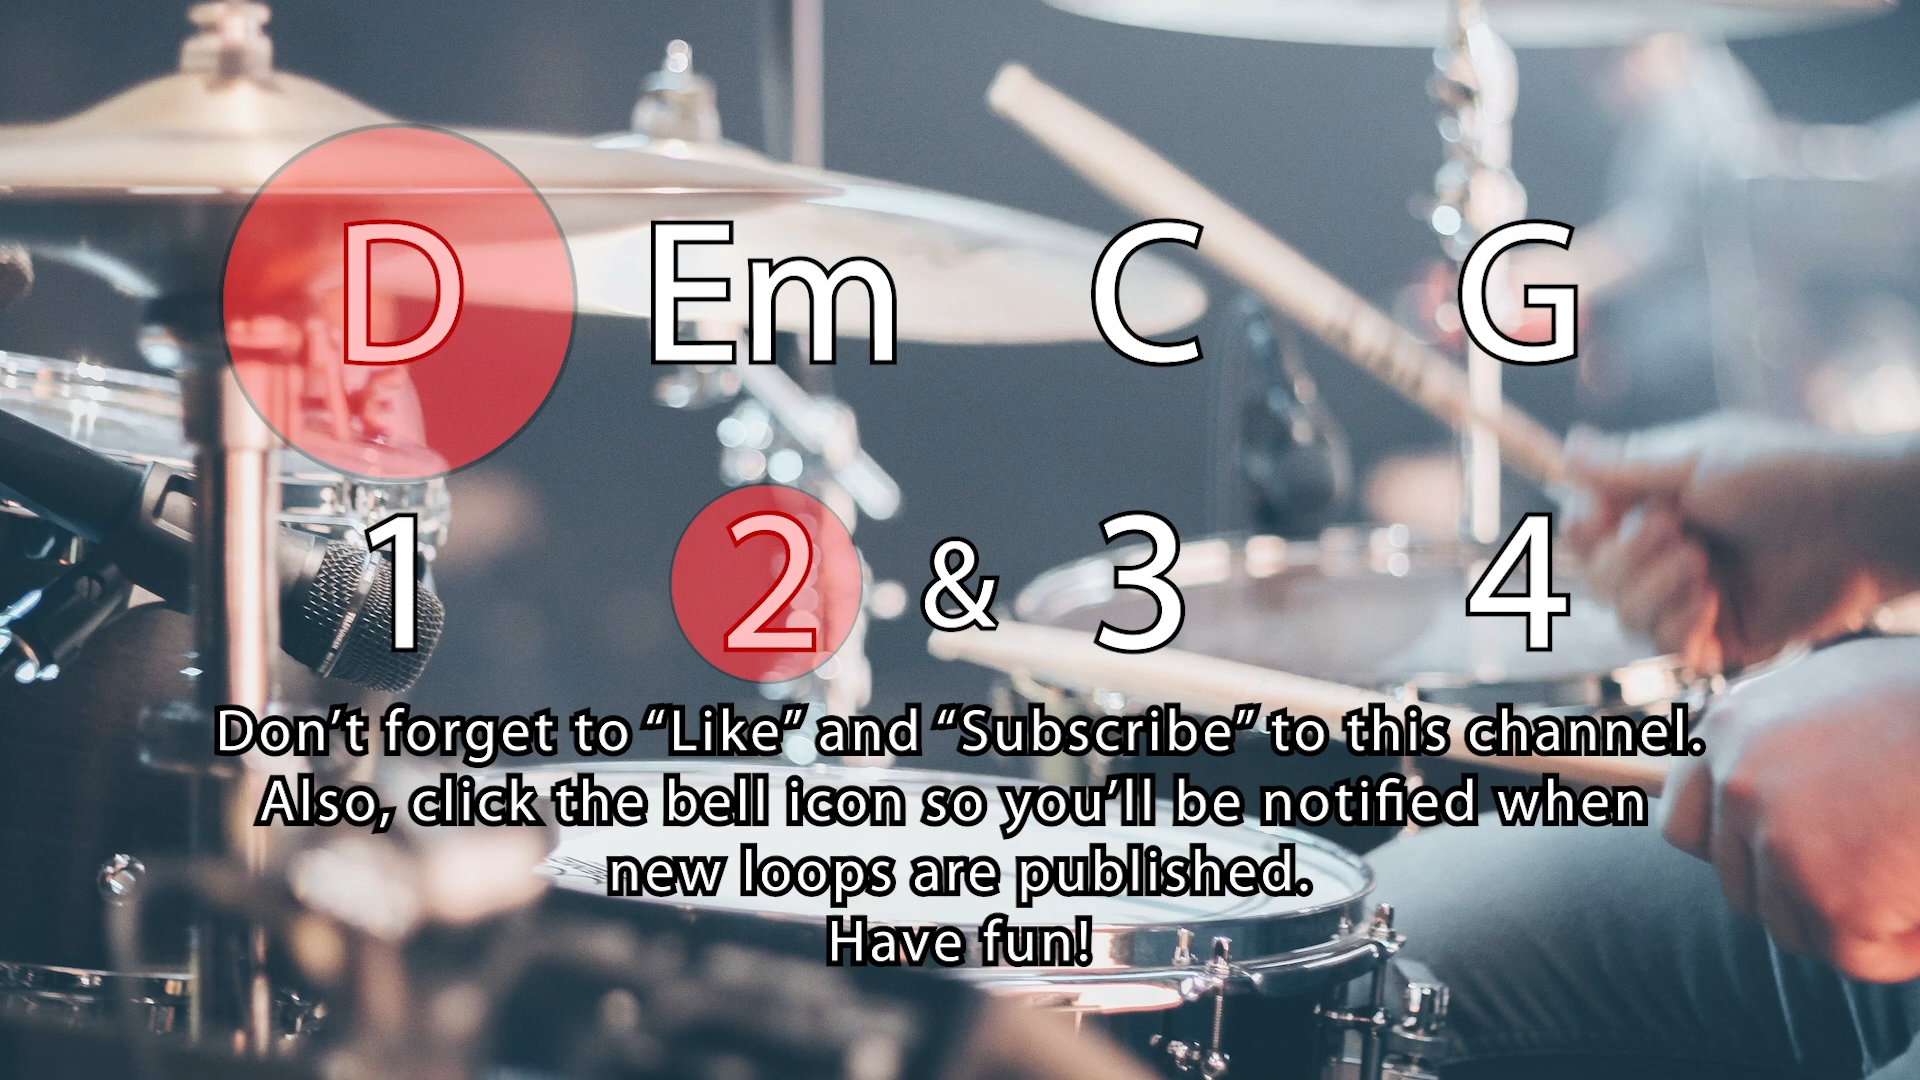 D Em C G
1 2 & 3 4
Don’t forget to “Like” and “Subscribe” to this channel.
Also, click the bell icon so you’ll be notified when
new loops are published.
Have fun!